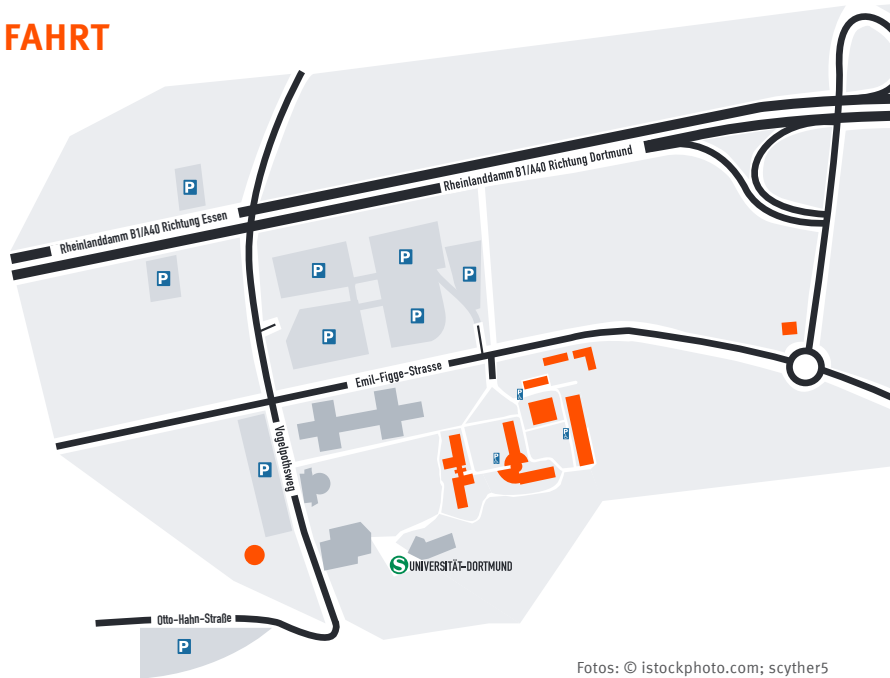 FAHRT
P
Rheinlanddamm B1/A40 Richtung Dortmund
Rheinlanddamm B1/A40 Richtung Essen
P
P
P
P
P
P
P
Emil-Figge-Strasse
P
P
P
Vogelpothsweg
P
S UNIVERSITÄT-DORTMUND
Otto-Hahn-Straße
P
Fotos: © istockphoto.com; scyther5